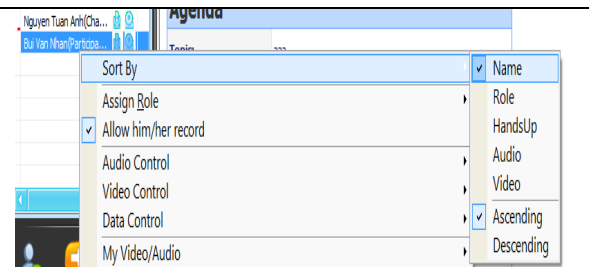 Agenda
Nguyen Tuan Anh(Cha...
Bui Van Nhan(Participa...
Topic: ???
Sort By
Assign Role
Allow him/her record
Audio Control
Video Control
Data Control
My Video/Audio
Name
Role
HandsUp
Audio
Video
Ascending
Descending